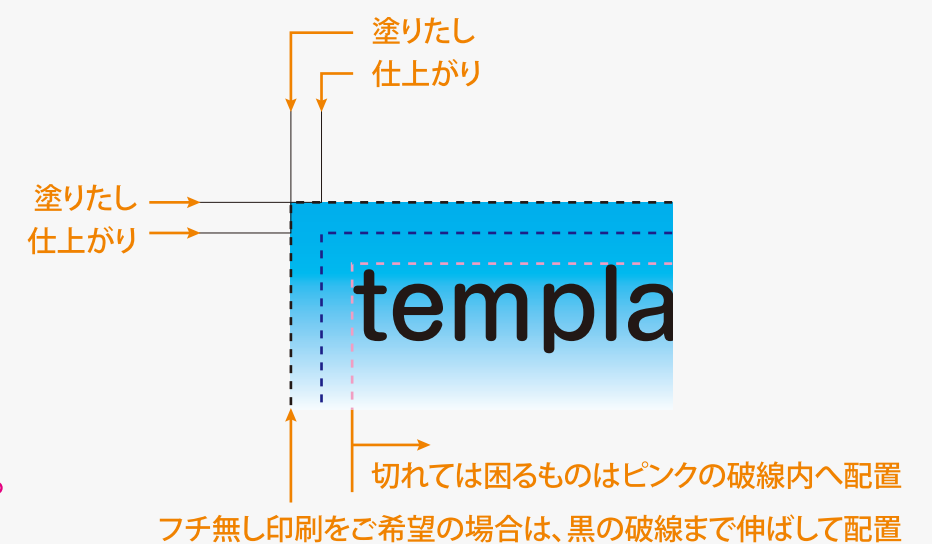 塗りたし
仕上がり
塗りたし
仕上がり
templa
切れては困るものはピンクの破線内へ配置
フチ無し印刷をご希望の場合は、黒の破線まで伸ばして配置